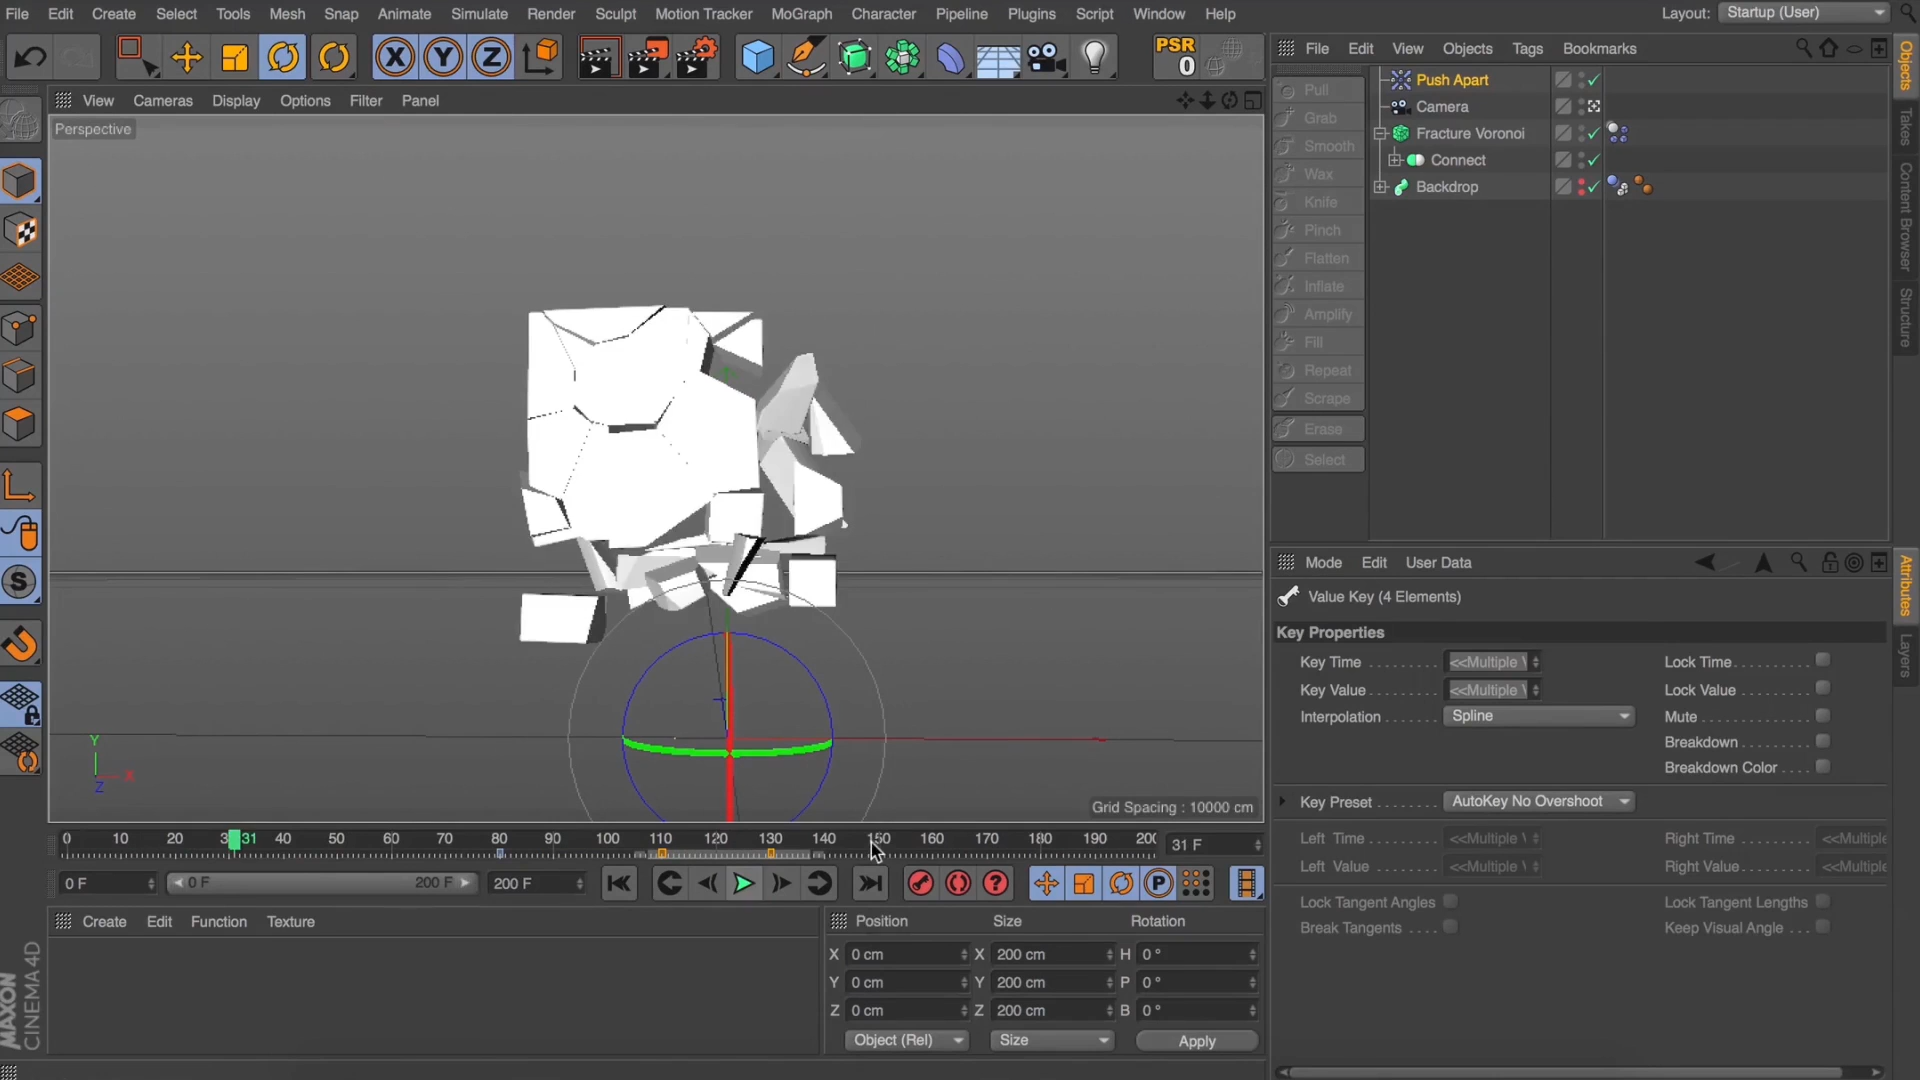 File Edit Create Select Tools Mesh Snap Animate Simulate Render Sculpt Motion Tracker MoGraph Character Pipeline Plugins Script Window Help Layout: Startup (User)
X Y Z PSR 0
File Edit View Objects Tags Bookmarks
View Cameras Display Options Filter Panel
Perspective
Push Apart
Camera
Fracture Voronoi
Connect
Backdrop
Pull
Grab
Smooth
Wax
Knife
Pinch
Flatten
Inflate
Amplify
Fill
Repeat
Scrape
Erase
Select
Objects
Takes
Content Browser
Structure
Attributes
Layers
Mode Edit User Data
Value Key (4 Elements)
Key Properties
Key Time <<Multiple V Lock Time
Key Value <<Multiple V Lock Value
Interpolation Spline Mute
Breakdown
Breakdown Color
Key Preset AutoKey No Overshoot
Left Time <<Multiple V Right Time <<Multiple
Left Value <<Multiple V Right Value <<Multiple
Lock Tangent Angles Lock Tangent Lengths
Break Tangents Keep Visual Angle
S
Y
X
Z
Grid Spacing : 10000 cm
0 10 20 3 31 40 50 60 70 80 90 100 110 120 130 140 150 160 170 180 190 200 31 F
0 F 0 F 200 F 200 F P
Create Edit Function Texture
Position Size Rotation
X 0 cm X 200 cm H 0 °
Y 0 cm Y 200 cm P 0 °
Z 0 cm Z 200 cm B 0 °
Object (Rel) Size Apply
MAXON
CINEMA 4D